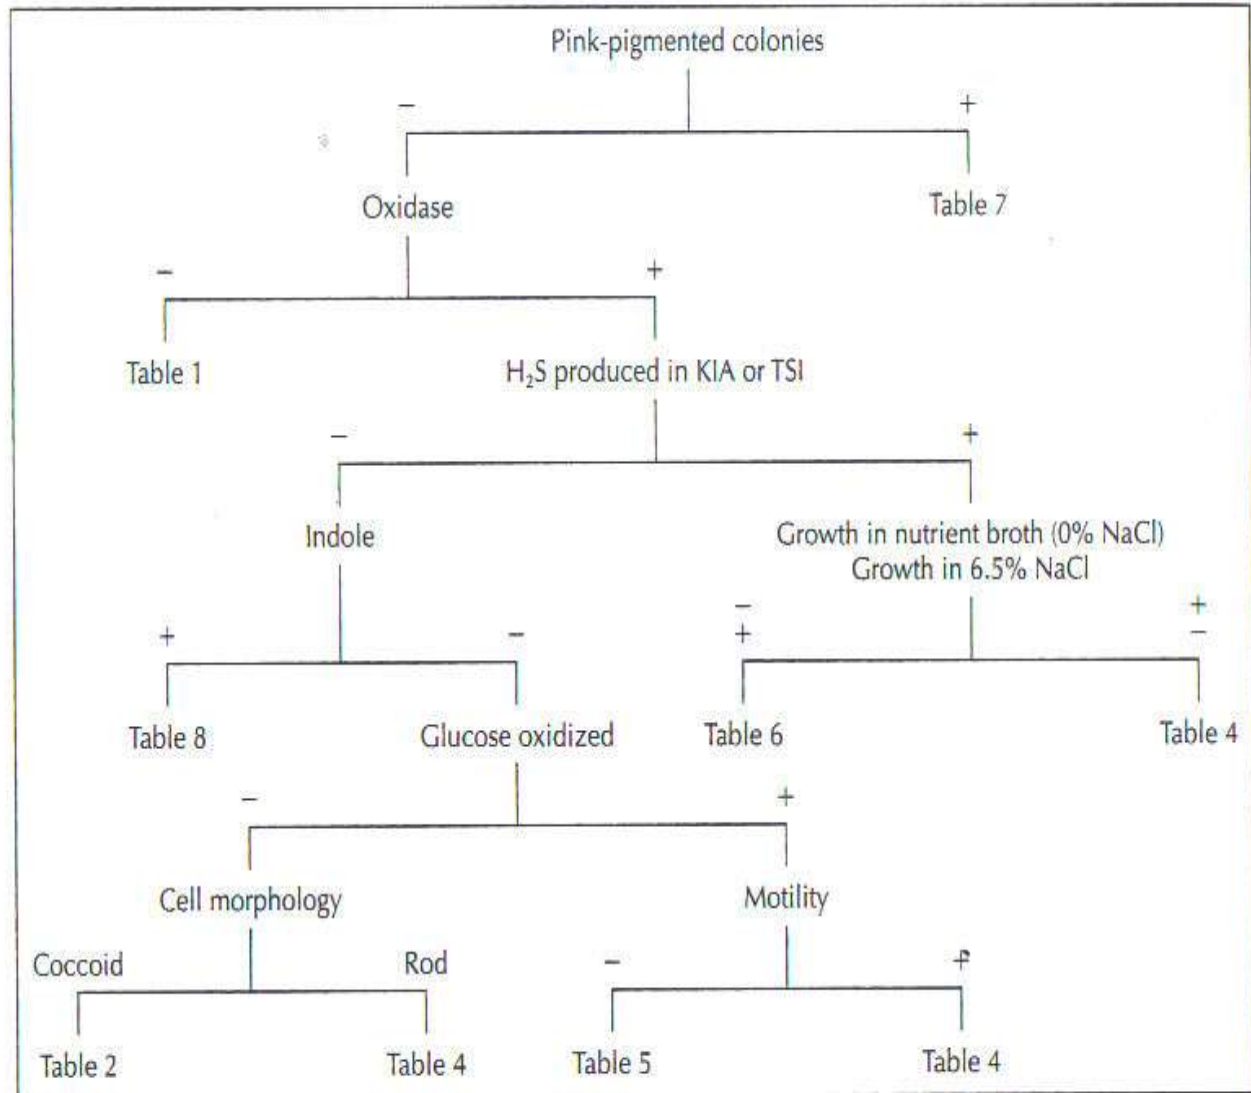 Pink-pigmented colonies
− +
Oxidase Table 7
− +
Table 1 H₂S produced in KIA or TSI
− +
Indole Growth in nutrient broth (0% NaCl)
Growth in 6.5% NaCl
− +
+ − + −
Table 8 Glucose oxidized Table 6 Table 4
− +
Cell morphology Motility
Coccoid Rod − +
Table 2 Table 4 Table 5 Table 4